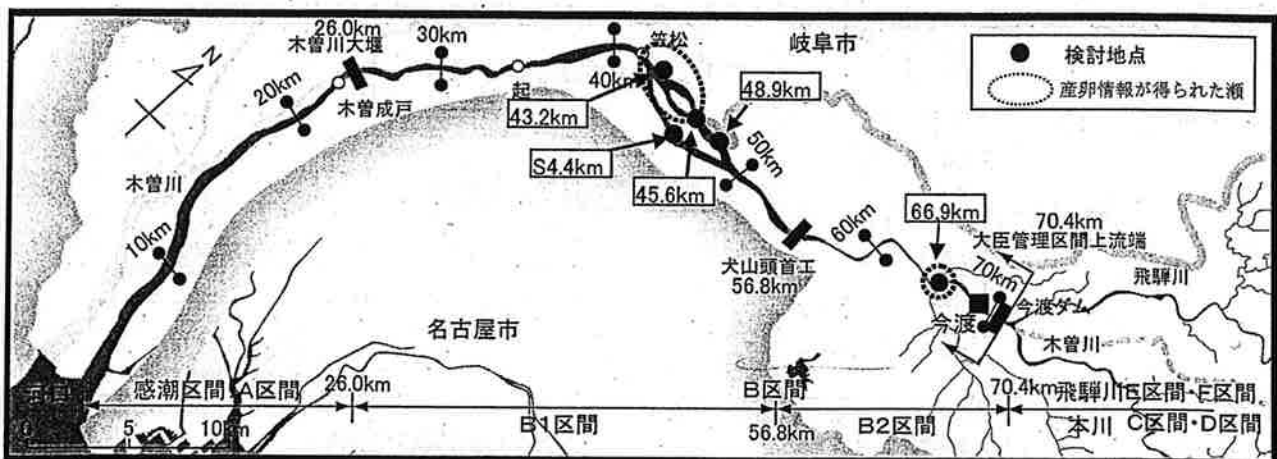 26.0km
木曽川大堰
30km
笠松
岐阜市
検討地点
産卵情報が得られた瀬
20km
木曽成戸
起
40km
43.2km
48.9km
S4.4km
45.6km
50km
木曽川
10km
60km
66.9km
70.4km
大臣管理区間上流端
70km
飛騨川
犬山頭首工
56.8km
今渡
今渡ダム
木曽川
名古屋市
N
河口
感潮区間・A区間
26.0km
B区間
70.4km
飛騨川E区間・F区間
0
5
10km
B1区間
56.8km
B2区間
本川
C区間・D区間